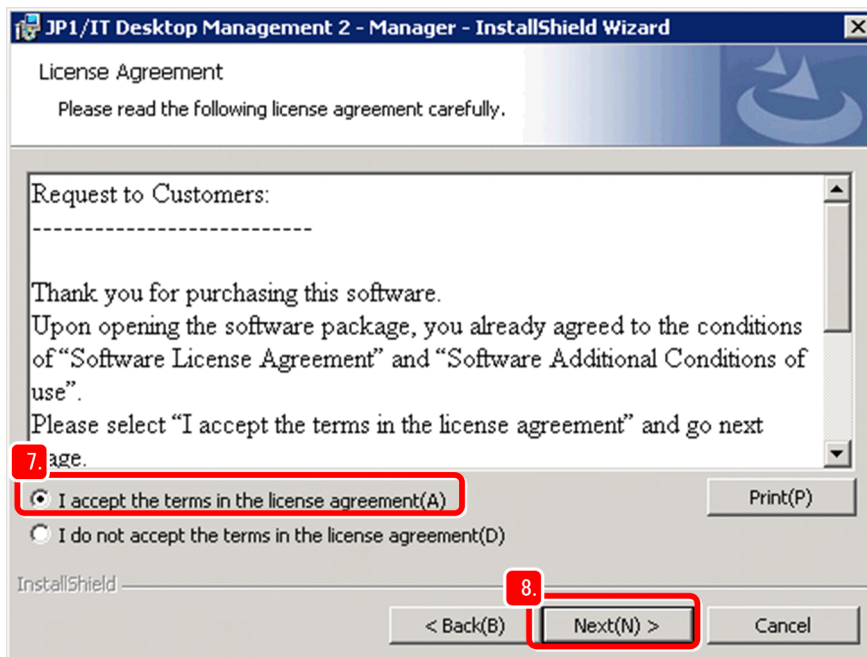 JP1/IT Desktop Management 2 - Manager - InstallShield Wizard
License Agreement
Please read the following license agreement carefully.
Request to Customers:
---------------------------
Thank you for purchasing this software.
Upon opening the software package, you already agreed to the conditions
of “Software License Agreement” and “Software Additional Conditions of
use”.
Please select “I accept the terms in the license agreement” and go next
age.
7.
I accept the terms in the license agreement(A)
Print(P)
I do not accept the terms in the license agreement(D)
InstallShield
8.
< Back(B)
Next(N) >
Cancel